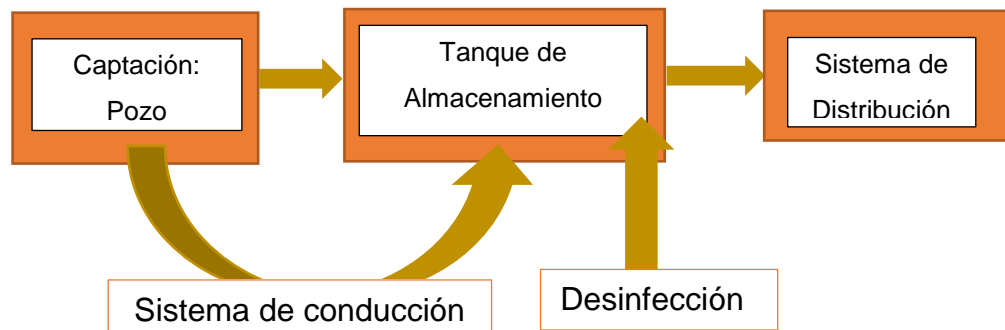 Captación:
Pozo
Tanque de
Almacenamiento
Sistema de
Distribución
Sistema de conducción
Desinfección